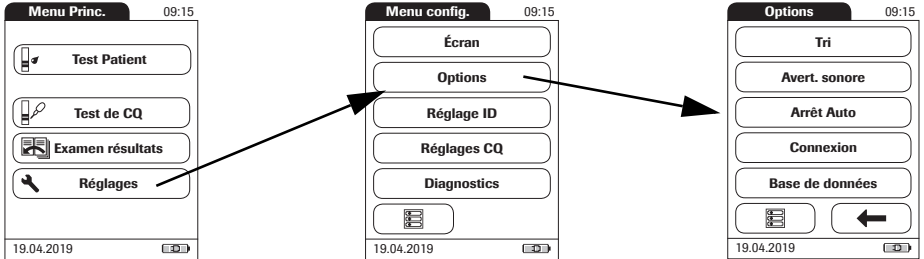 Menu Princ. 09:15
Test Patient
Test de CQ
Examen résultats
Réglages
19.04.2019
Menu config. 09:15
Écran
Options
Réglage ID
Réglages CQ
Diagnostics
19.04.2019
Options 09:15
Tri
Avert. sonore
Arrêt Auto
Connexion
Base de données
19.04.2019